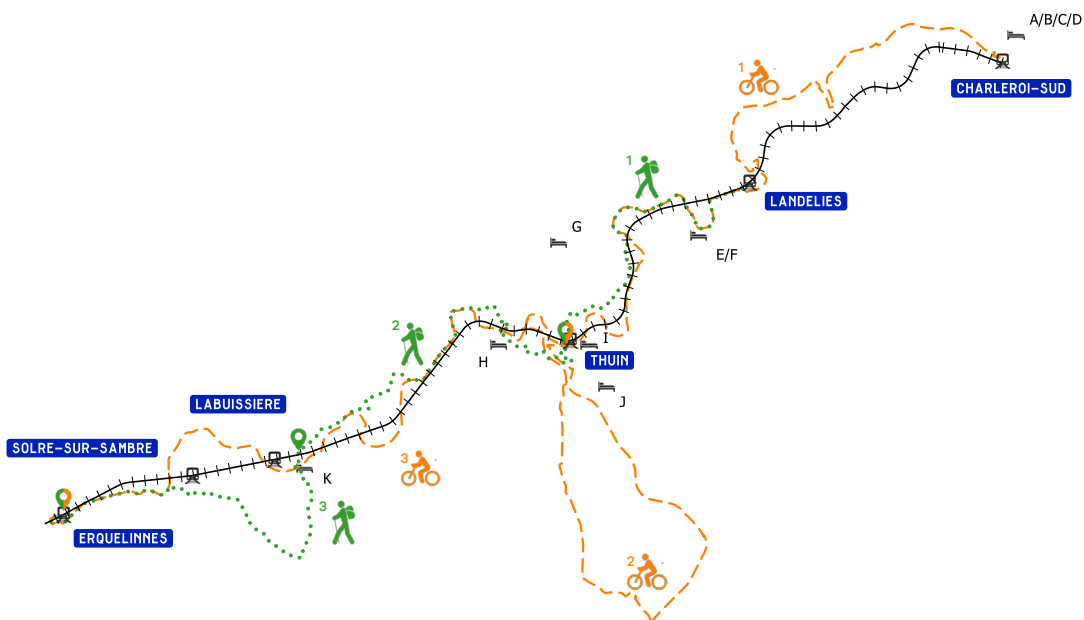 A/B/C/D
1
CHARLEROI-SUD
1
LANDELIES
G
E/F
2
I
H
THUIN
J
LABUISSIERE
SOLRE-SUR-SAMBRE
3
K
3
ERQUELINNES
2